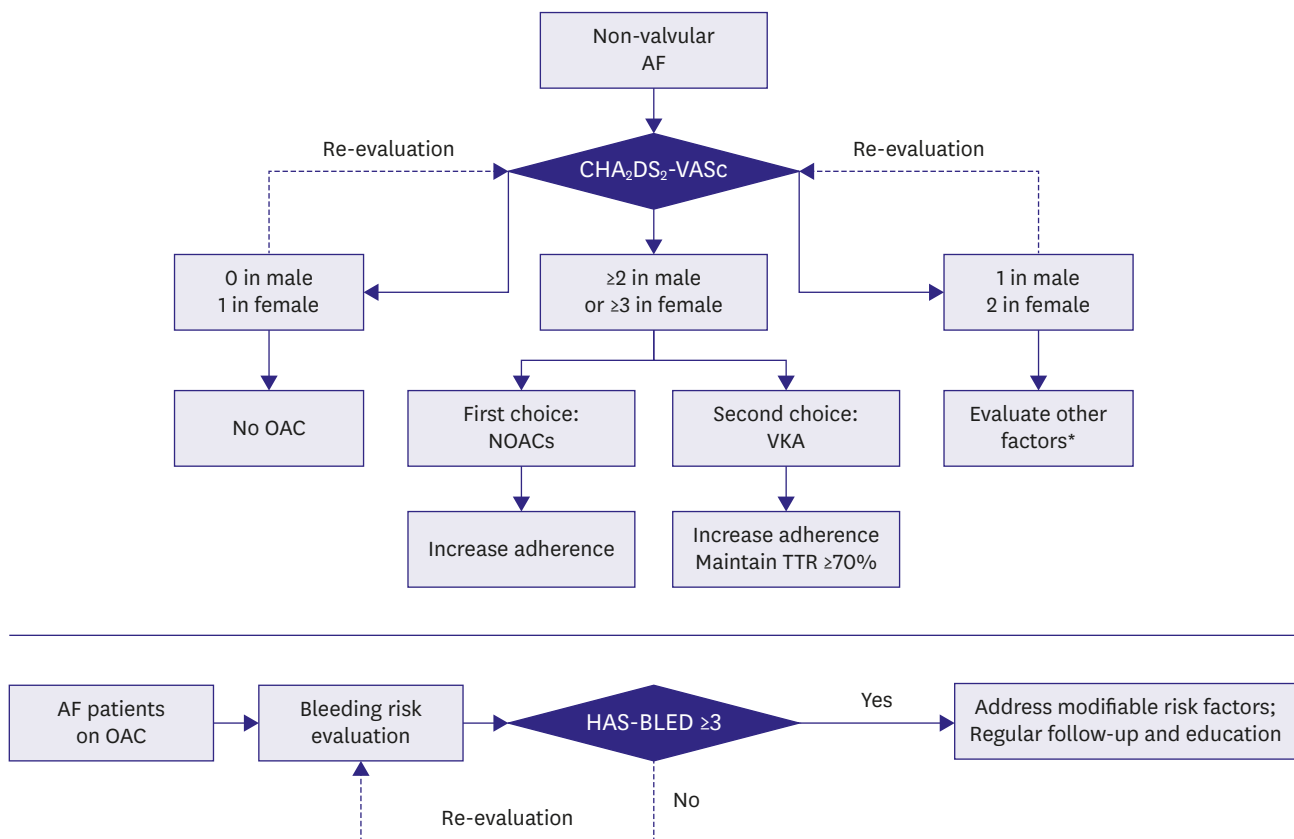 Non-valvular
AF
Re-evaluation
Re-evaluation
CHA₂DS₂-VASc
0 in male
1 in female
≥2 in male
or ≥3 in female
1 in male
2 in female
No OAC
First choice:
NOACs
Second choice:
VKA
Evaluate other
factors*
Increase adherence
Increase adherence
Maintain TTR ≥70%
AF patients
on OAC
Bleeding risk
evaluation
HAS-BLED ≥3
Yes
Address modifiable risk factors;
Regular follow-up and education
No
Re-evaluation